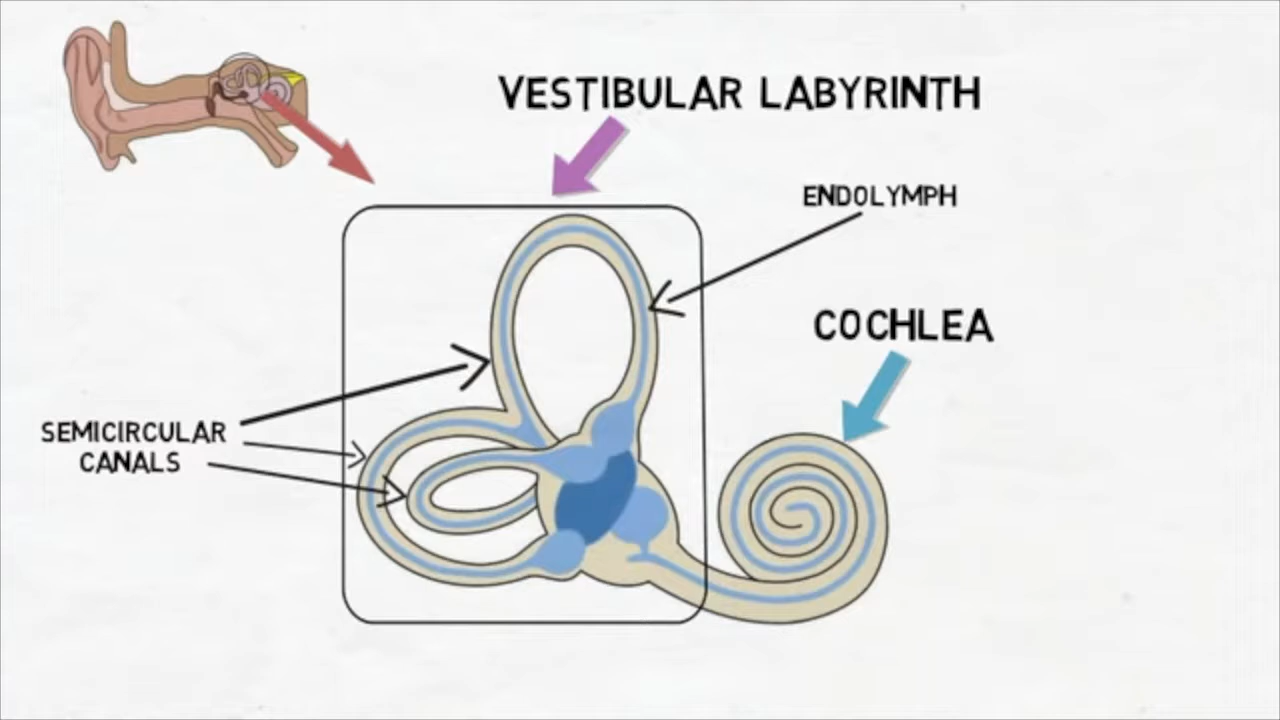 VESTIBULAR LABYRINTH
ENDOLYMPH
COCHLEA
SEMICIRCULAR
CANALS